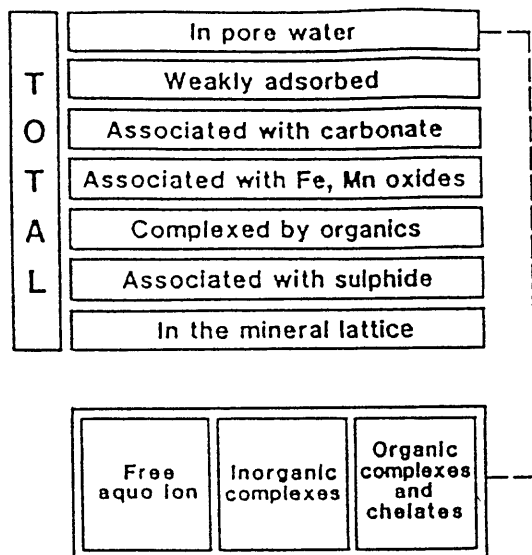 TOTAL
In pore water
Weakly adsorbed
Associated with carbonate
Associated with Fe, Mn oxides
Complexed by organics
Associated with sulphide
In the mineral lattice
Free
aquo ion
Inorganic
complexes
Organic
complexes
and
chelates